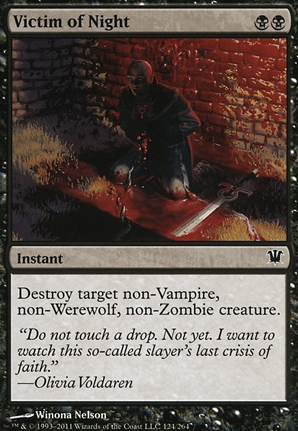 Victim of Night
Instant
Destroy target non-Vampire,
non-Werewolf, non-Zombie creature.
“Do not touch a drop. Not yet. I want to
watch this so-called slayer’s last crisis of
faith.”
—Olivia Voldaren
Winona Nelson
™ & © 1993–2011 Wizards of the Coast LLC 124/264